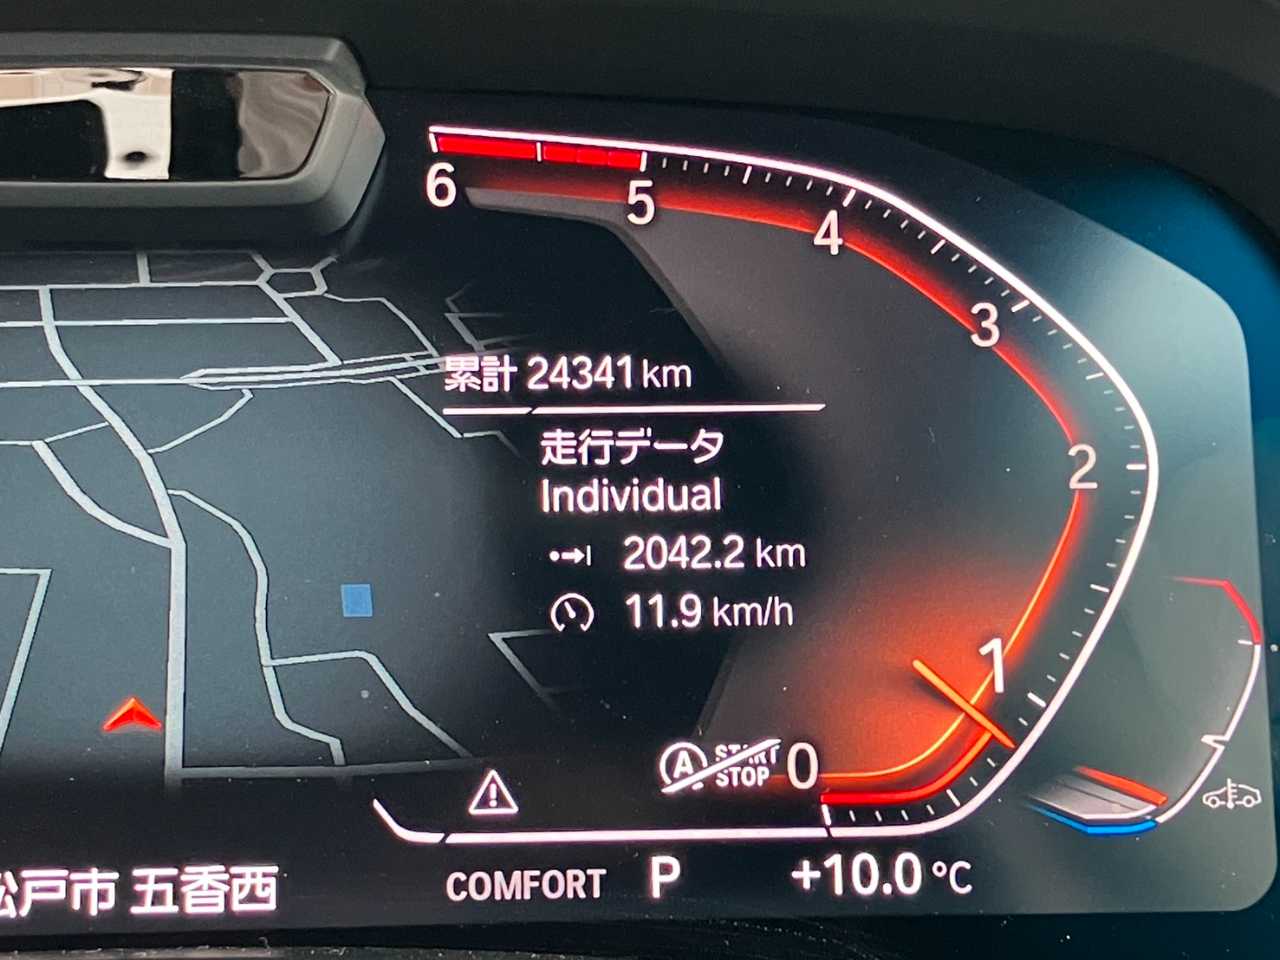 6
5
4
3
累計 24341 km
走行データ
2
Individual
2042.2 km
11.9 km/h
1
A START STOP
0
COMFORT P +10.0 °C
松戸市 五香西